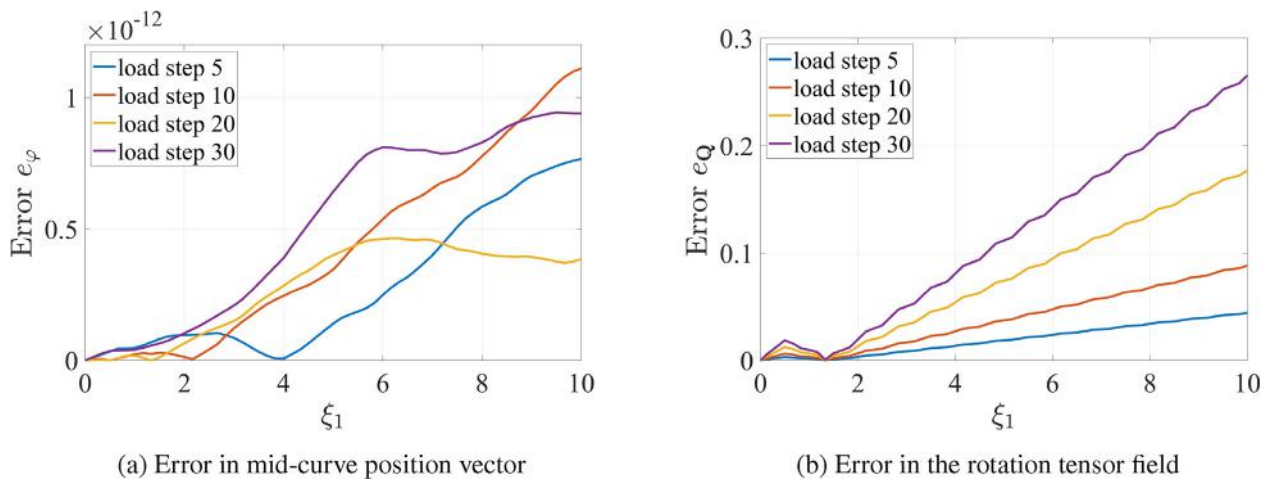 ×10⁻¹²
load step 5
load step 10
load step 20
load step 30
1
0.5
0
Error e_φ
0 2 4 6 8 10
ξ₁
(a) Error in mid-curve position vector
0.3
load step 5
load step 10
load step 20
load step 30
0.2
0.1
0
Error e_Q
0 2 4 6 8 10
ξ₁
(b) Error in the rotation tensor field